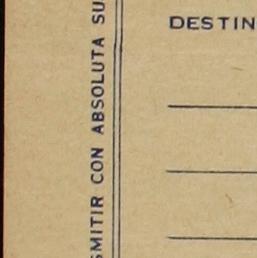 DESTIN
SMITIR CON ABSOLUTA SU